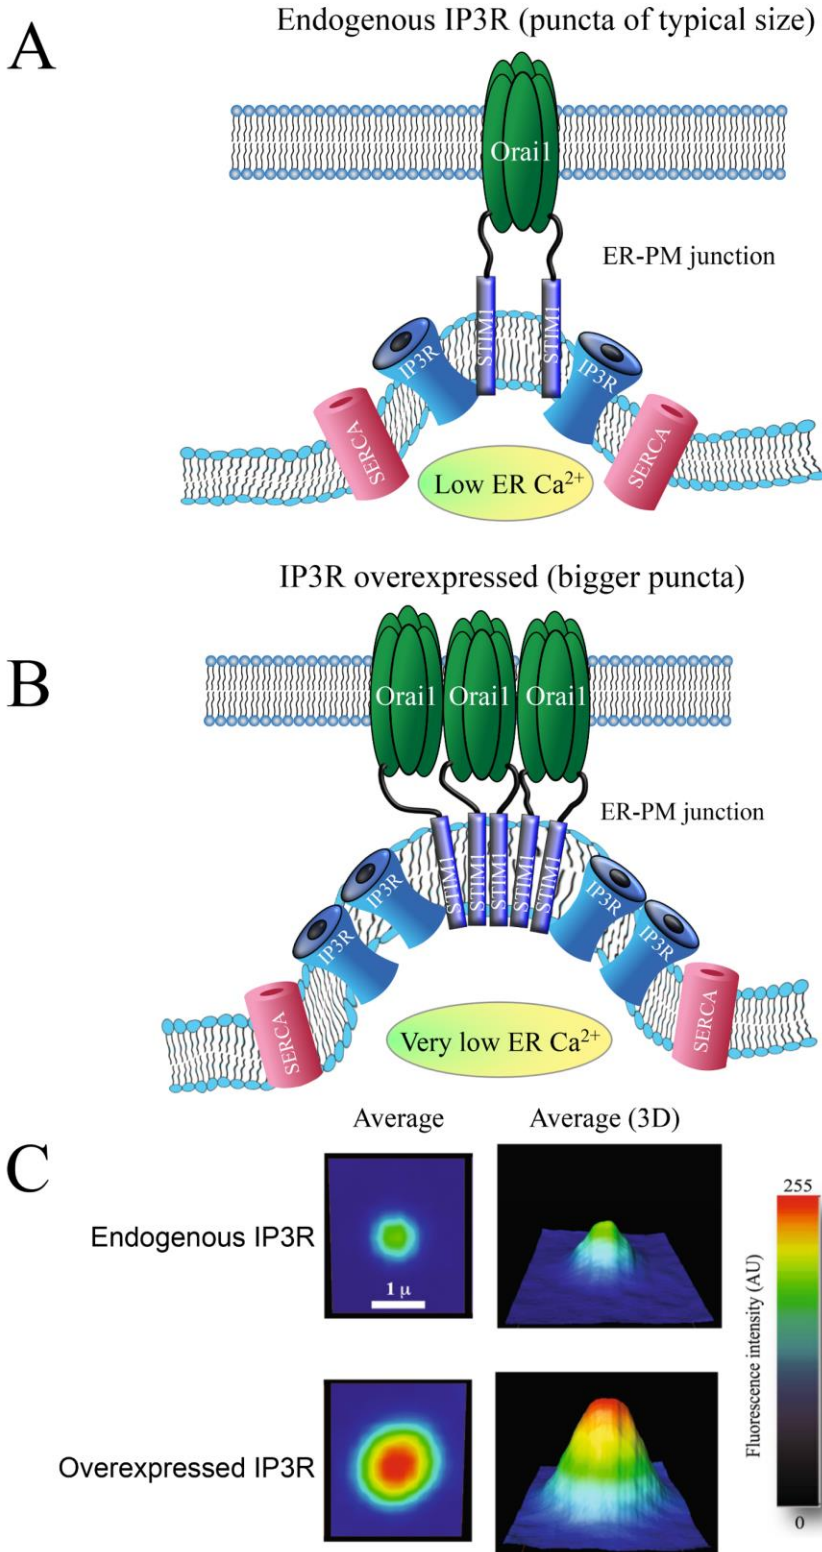 A
Endogenous IP3R (puncta of typical size)
Orai1
ER-PM junction
STIM1
STIM1
IP3R
IP3R
SERCA
SERCA
Low ER Ca²⁺
IP3R overexpressed (bigger puncta)
B
Orai1 Orai1 Orai1
ER-PM junction
STIM1
STIM1
STIM1
STIM1
STIM1
IP3R
IP3R
IP3R
IP3R
SERCA
SERCA
Very low ER Ca²⁺
C
Average
Average (3D)
Endogenous IP3R
1 μ
Overexpressed IP3R
255
Fluorescence intensity (AU)
0